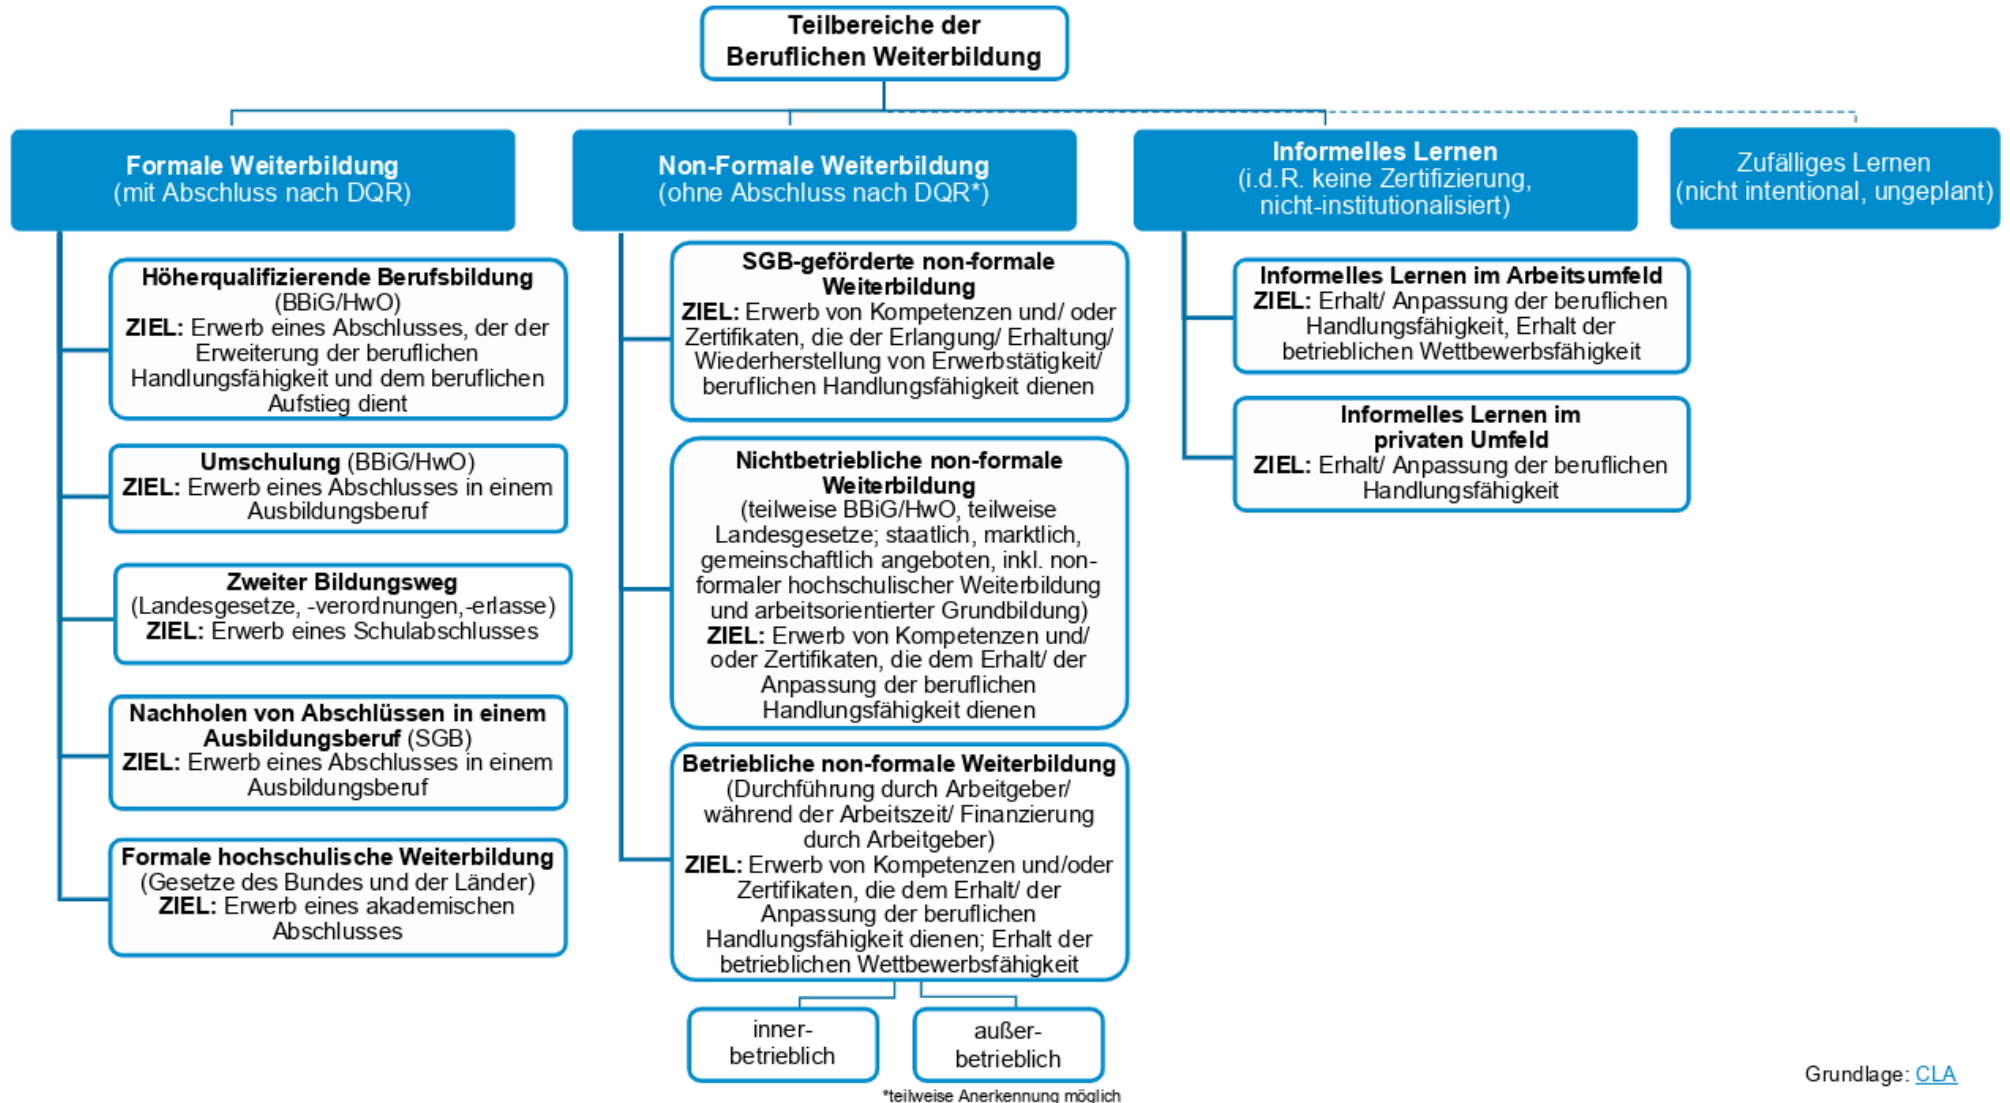 Teilbereiche der
Beruflichen Weiterbildung
Formale Weiterbildung
(mit Abschluss nach DQR)
Höherqualifizierende Berufsbildung
(BBiG/HwO)
ZIEL: Erwerb eines Abschlusses, der der
Erweiterung der beruflichen
Handlungsfähigkeit und dem beruflichen
Aufstieg dient
Umschulung (BBiG/HwO)
ZIEL: Erwerb eines Abschlusses in einem
Ausbildungsberuf
Zweiter Bildungsweg
(Landesgesetze, -verordnungen,-erlasse)
ZIEL: Erwerb eines Schulabschlusses
Nachholen von Abschlüssen in einem
Ausbildungsberuf (SGB)
ZIEL: Erwerb eines Abschlusses in einem
Ausbildungsberuf
Formale hochschulische Weiterbildung
(Gesetze des Bundes und der Länder)
ZIEL: Erwerb eines akademischen
Abschlusses
Non-Formale Weiterbildung
(ohne Abschluss nach DQR*)
SGB-geförderte non-formale
Weiterbildung
ZIEL: Erwerb von Kompetenzen und/ oder
Zertifikaten, die der Erlangung/ Erhaltung/
Wiederherstellung von Erwerbstätigkeit/
beruflichen Handlungsfähigkeit dienen
Nichtbetriebliche non-formale
Weiterbildung
(teilweise BBiG/HwO, teilweise
Landesgesetze; staatlich, marktlich,
gemeinschaftlich angeboten, inkl. non-
formaler hochschulischer Weiterbildung
und arbeitsorientierter Grundbildung)
ZIEL: Erwerb von Kompetenzen und/
oder Zertifikaten, die dem Erhalt/ der
Anpassung der beruflichen
Handlungsfähigkeit dienen
Betriebliche non-formale Weiterbildung
(Durchführung durch Arbeitgeber/
während der Arbeitszeit/ Finanzierung
durch Arbeitgeber)
ZIEL: Erwerb von Kompetenzen und/oder
Zertifikaten, die dem Erhalt/ der
Anpassung der beruflichen
Handlungsfähigkeit dienen; Erhalt der
betrieblichen Wettbewerbsfähigkeit
inner-
betrieblich
außer-
betrieblich
*teilweise Anerkennung möglich
Informelles Lernen
(i.d.R. keine Zertifizierung,
nicht-institutionalisiert)
Informelles Lernen im Arbeitsumfeld
ZIEL: Erhalt/ Anpassung der beruflichen
Handlungsfähigkeit, Erhalt der
betrieblichen Wettbewerbsfähigkeit
Informelles Lernen im
privaten Umfeld
ZIEL: Erhalt/ Anpassung der beruflichen
Handlungsfähigkeit
Zufälliges Lernen
(nicht intentional, ungeplant)
Grundlage: CLA